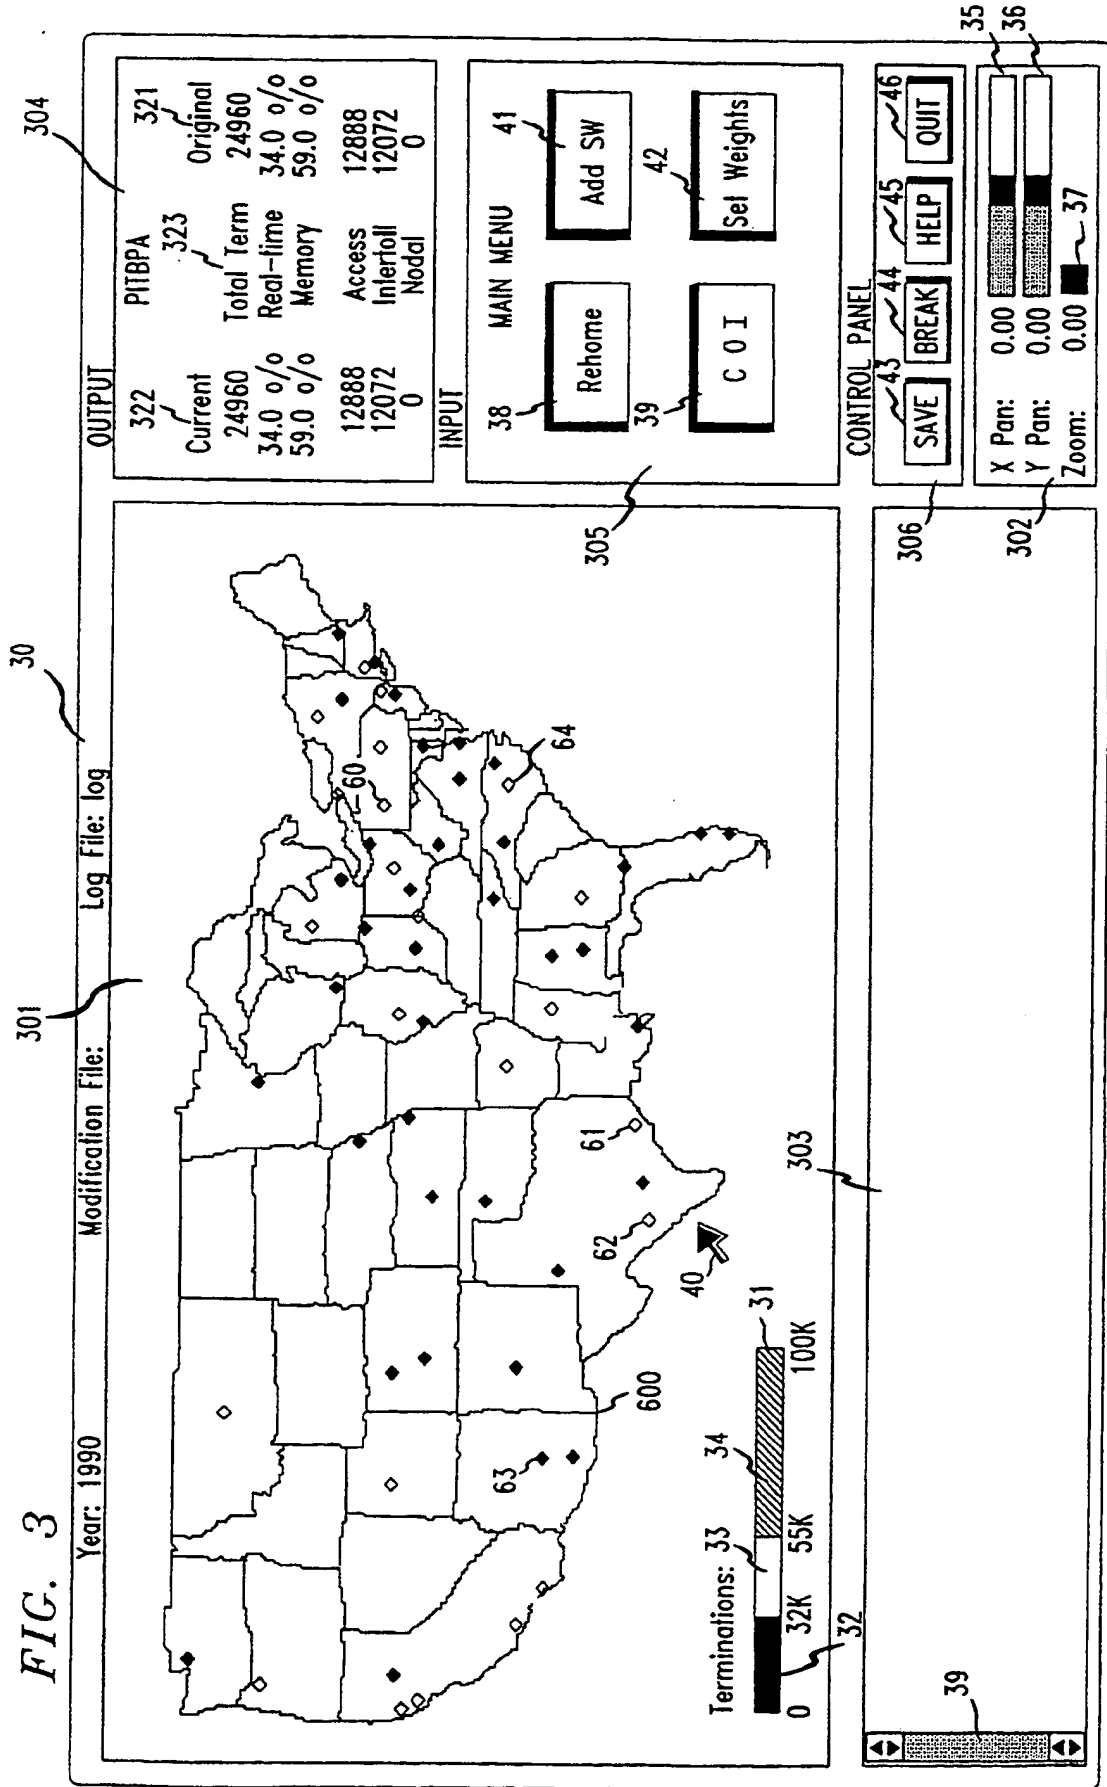 FIG. 3
30
Year: 1990 Modification File: Log File: log
301
60
64
61
62
63
600
40
Terminations:
33
34
31
0 32K 55K 100K
32
303
39
OUTPUT
304
PITBPA
322 323 321
Current Total Term Original
24960 24960
34.0 % Real-time 34.0 %
59.0 % Memory 59.0 %
12888 Access 12888
12072 Intertoll 12072
0 Nodal 0
INPUT
305
MAIN MENU
38 41
Rehome Add SW
39 42
C O I Set Weights
CONTROL PANEL
43 44 45 46
SAVE BREAK HELP QUIT
306
X Pan: 0.00 35
Y Pan: 0.00 36
Zoom: 0.00 37
302